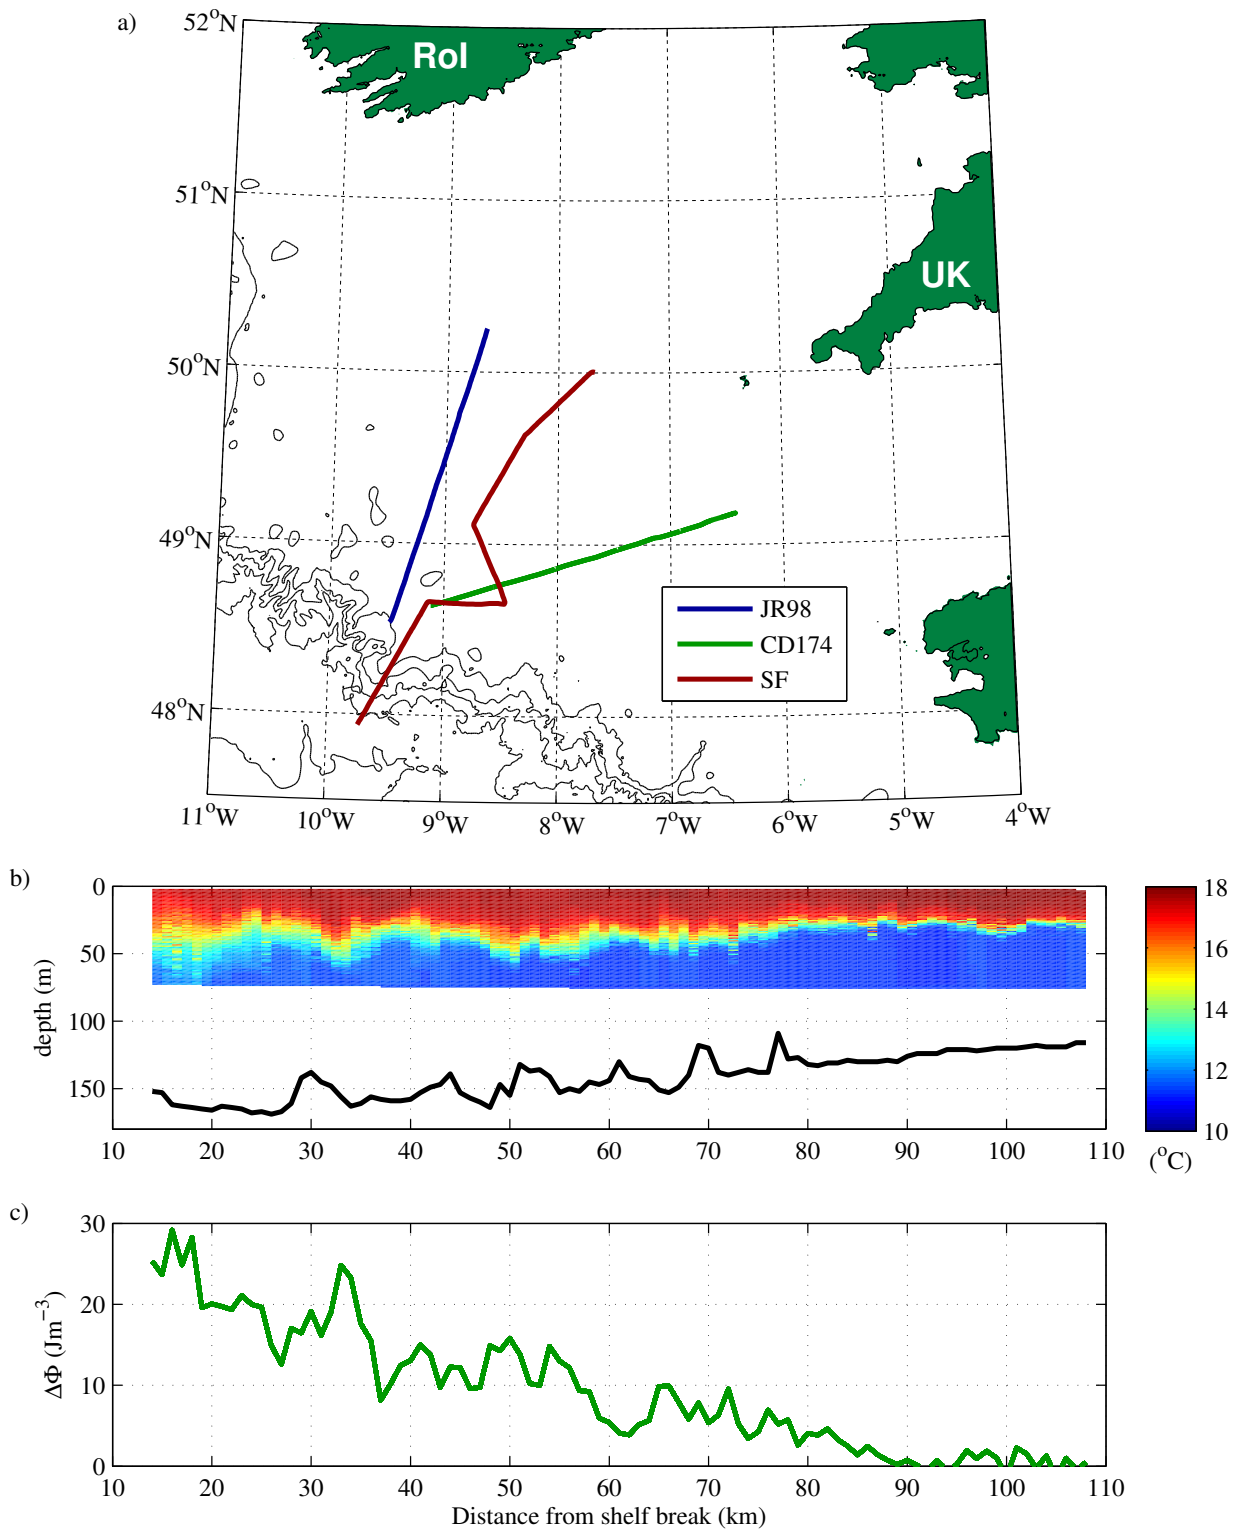 a)
52°N
RoI
51°N
UK
50°N
49°N
JR98
CD174
SF
48°N
11°W 10°W 9°W 8°W 7°W 6°W 5°W 4°W
b)
0
50
100
150
depth (m)
10 20 30 40 50 60 70 80 90 100 110
18
16
14
12
10
(°C)
c)
30
20
10
0
ΔΦ (Jm⁻³)
10 20 30 40 50 60 70 80 90 100 110
Distance from shelf break (km)